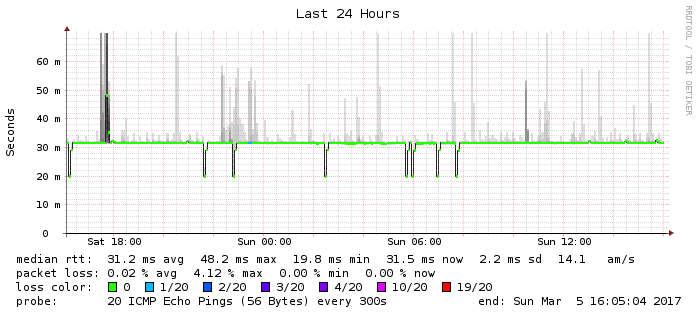 Last 24 Hours
RRDTOOL / TOBI OETIKER
Seconds
60 m
50 m
40 m
30 m
20 m
10 m
0
Sat 18:00 Sun 00:00 Sun 06:00 Sun 12:00
median rtt: 31.2 ms avg 48.2 ms max 19.8 ms min 31.5 ms now 2.2 ms sd 14.1 am/s
packet loss: 0.02 % avg 4.12 % max 0.00 % min 0.00 % now
loss color: 0 1/20 2/20 3/20 4/20 10/20 19/20
probe: 20 ICMP Echo Pings (56 Bytes) every 300s end: Sun Mar 5 16:05:04 2017